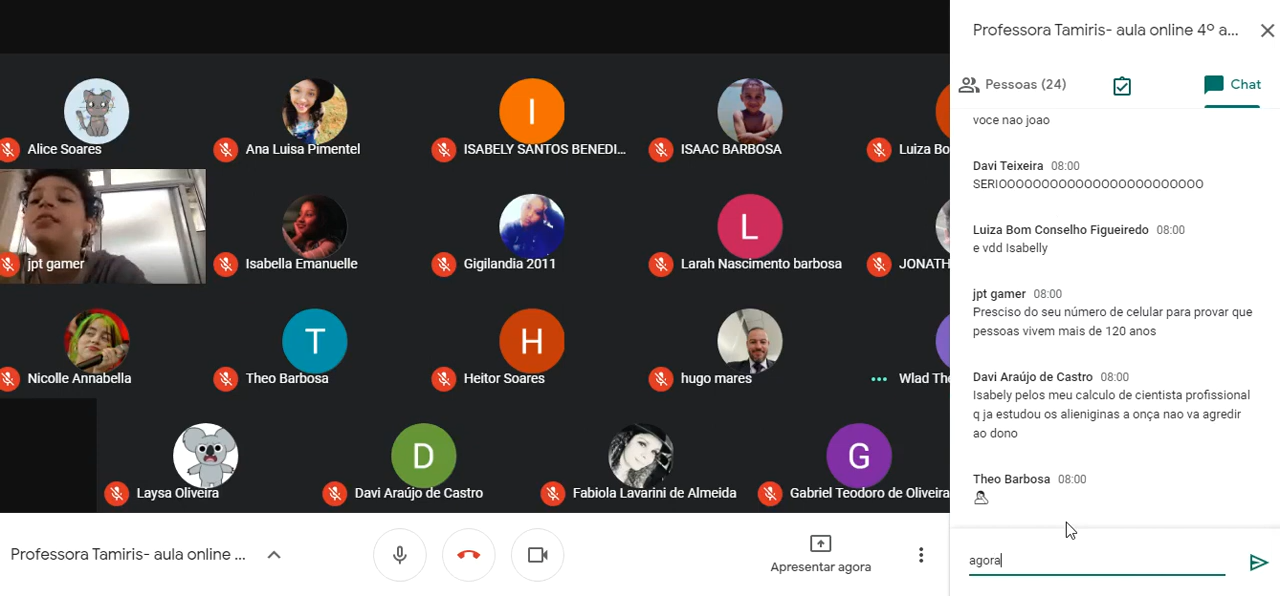 Alice Soares
Ana Luisa Pimentel
I
ISABELY SANTOS BENEDI...
ISAAC BARBOSA
Luiza Bo
jpt gamer
Isabella Emanuelle
Gigilandia 2011
L
Larah Nascimento barbosa
JONATH
Nicolle Annabella
T
Theo Barbosa
H
Heitor Soares
hugo mares
Wlad The
Laysa Oliveira
D
Davi Araújo de Castro
Fabiola Lavarini de Almeida
G
Gabriel Teodoro de Oliveira
Professora Tamiris- aula online ...
Apresentar agora
Professora Tamiris- aula online 4º a...
Pessoas (24)
Chat
voce nao joao
Davi Teixeira 08:00
SERIOOOOOOOOOOOOOOOOOOOOOOOO
Luiza Bom Conselho Figueiredo 08:00
e vdd Isabelly
jpt gamer 08:00
Presciso do seu número de celular para provar que
pessoas vivem mais de 120 anos
Davi Araújo de Castro 08:00
Isabely pelos meu calculo de cientista profissional
q ja estudou os alieniginas a onça nao va agredir
ao dono
Theo Barbosa 08:00
agora